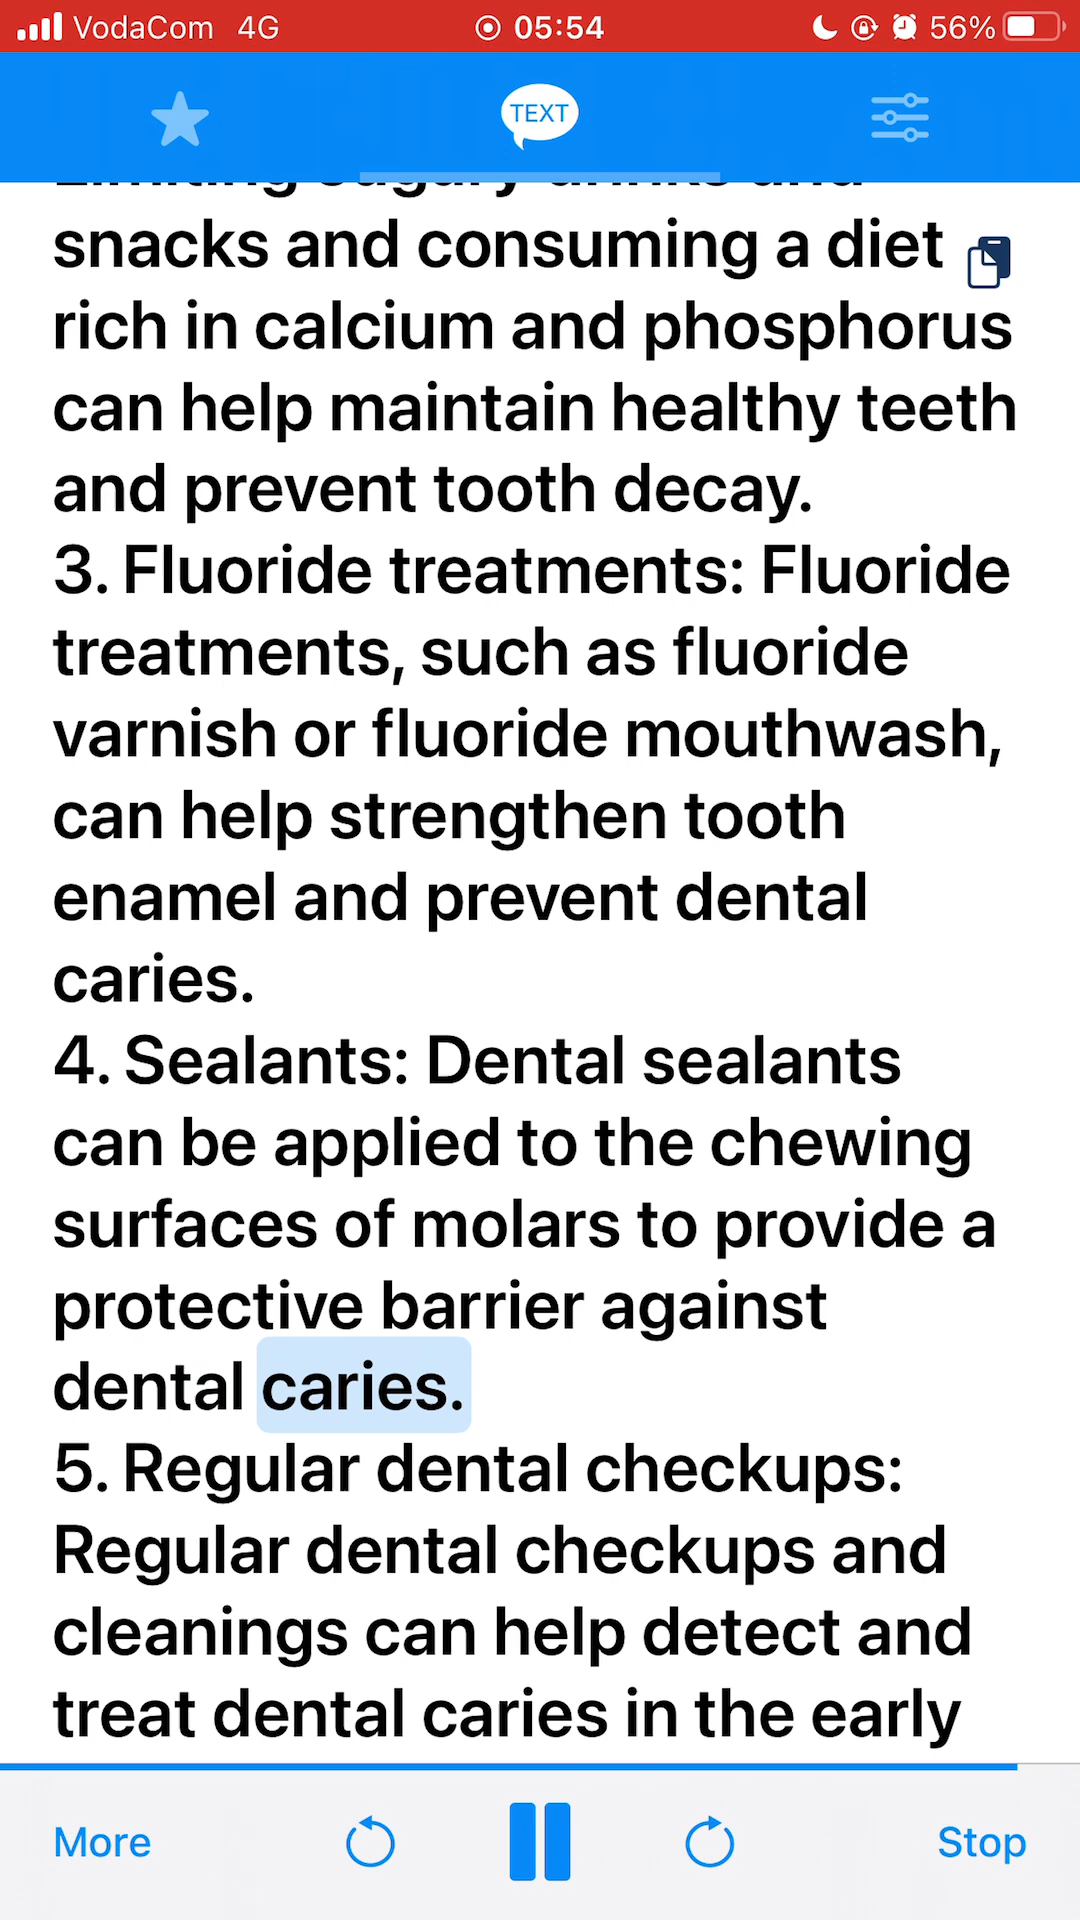 VodaCom 4G 05:54 56%
TEXT
snacks and consuming a diet
rich in calcium and phosphorus
can help maintain healthy teeth
and prevent tooth decay.
3. Fluoride treatments: Fluoride
treatments, such as fluoride
varnish or fluoride mouthwash,
can help strengthen tooth
enamel and prevent dental
caries.
4. Sealants: Dental sealants
can be applied to the chewing
surfaces of molars to provide a
protective barrier against
dental caries.
5. Regular dental checkups:
Regular dental checkups and
cleanings can help detect and
treat dental caries in the early
More Stop